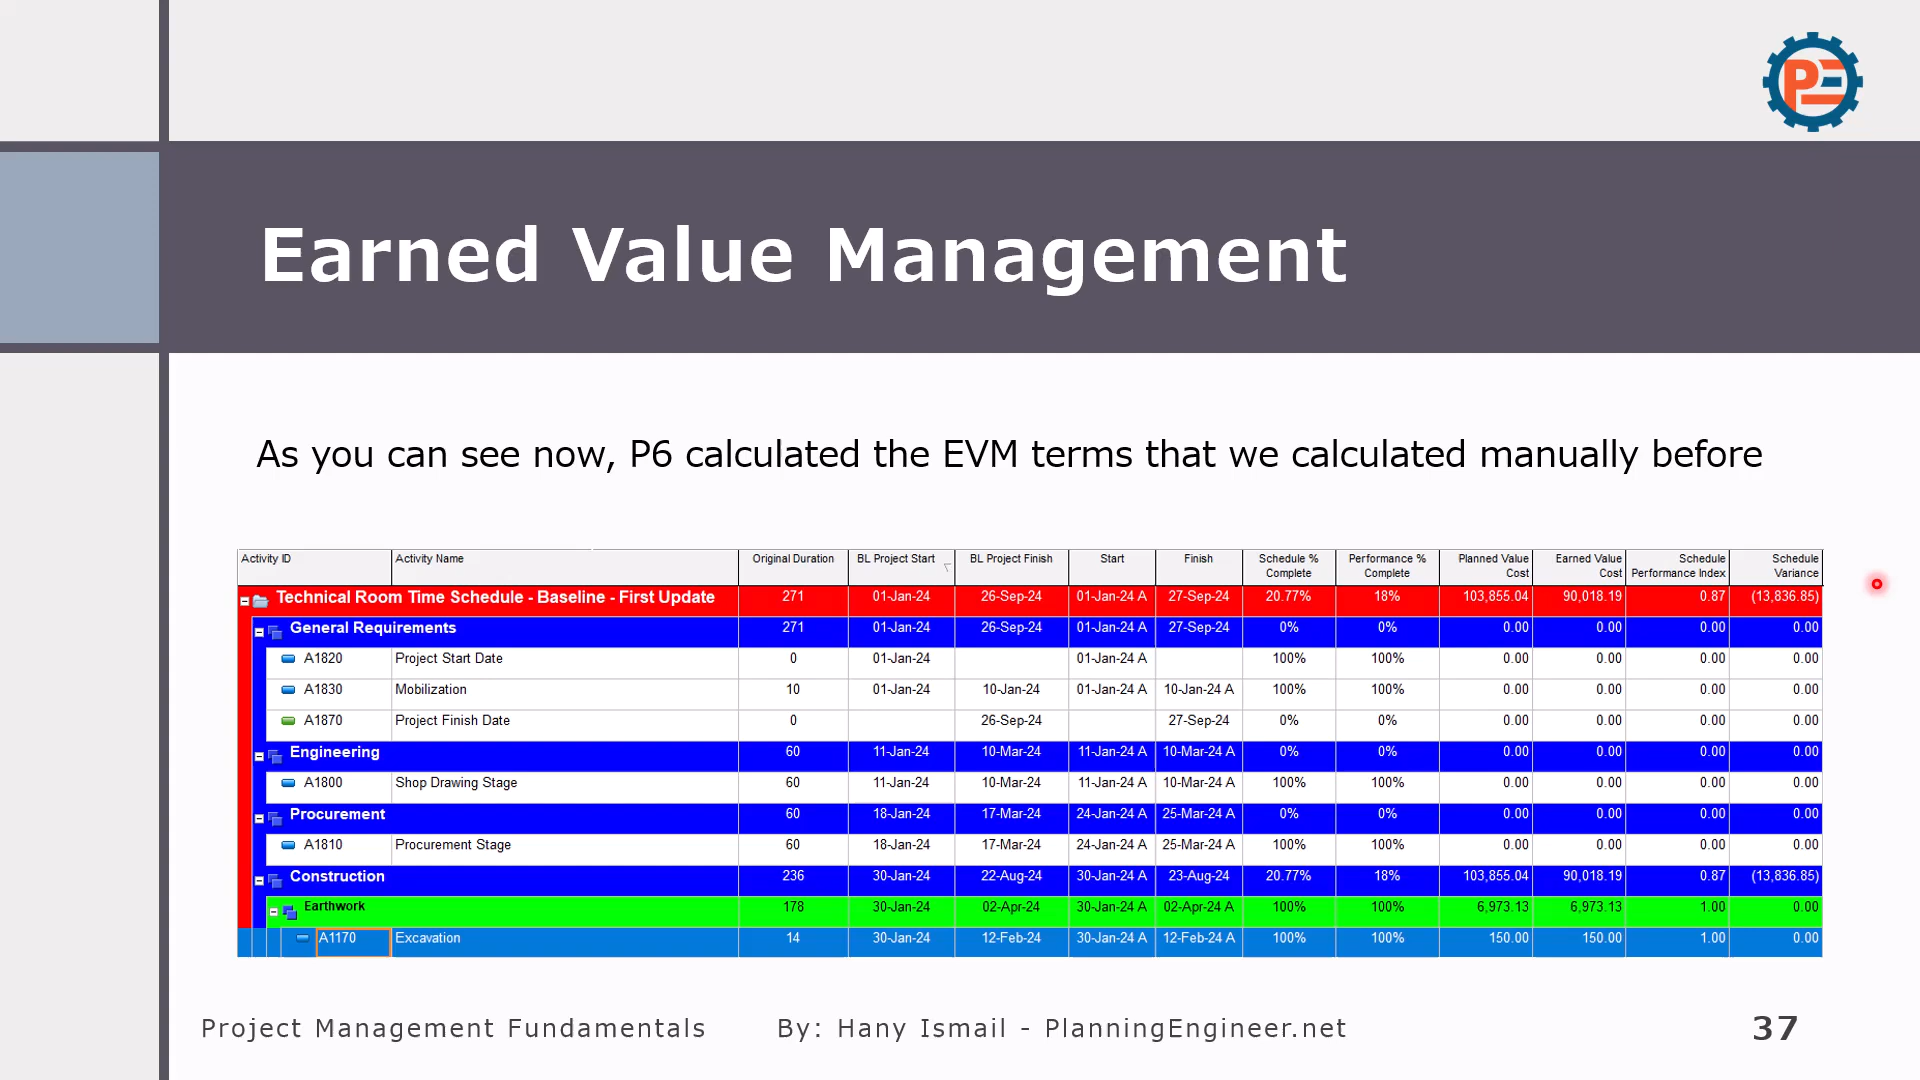 PE
Earned Value Management
As you can see now, P6 calculated the EVM terms that we calculated manually before
Activity ID Activity Name Original Duration BL Project Start BL Project Finish Start Finish Schedule % Complete Performance % Complete Planned Value Cost Earned Value Cost Schedule Performance Index Schedule Variance
Technical Room Time Schedule - Baseline - First Update 271 01-Jan-24 26-Sep-24 01-Jan-24 A 27-Sep-24 20.77% 18% 103,855.04 90,018.19 0.87 (13,836.85)
General Requirements 271 01-Jan-24 26-Sep-24 01-Jan-24 A 27-Sep-24 0% 0% 0.00 0.00 0.00 0.00
A1820 Project Start Date 0 01-Jan-24 01-Jan-24 A 100% 100% 0.00 0.00 0.00 0.00
A1830 Mobilization 10 01-Jan-24 10-Jan-24 01-Jan-24 A 10-Jan-24 A 100% 100% 0.00 0.00 0.00 0.00
A1870 Project Finish Date 0 26-Sep-24 27-Sep-24 0% 0% 0.00 0.00 0.00 0.00
Engineering 60 11-Jan-24 10-Mar-24 11-Jan-24 A 10-Mar-24 A 0% 0% 0.00 0.00 0.00 0.00
A1800 Shop Drawing Stage 60 11-Jan-24 10-Mar-24 11-Jan-24 A 10-Mar-24 A 100% 100% 0.00 0.00 0.00 0.00
Procurement 60 18-Jan-24 17-Mar-24 24-Jan-24 A 25-Mar-24 A 0% 0% 0.00 0.00 0.00 0.00
A1810 Procurement Stage 60 18-Jan-24 17-Mar-24 24-Jan-24 A 25-Mar-24 A 100% 100% 0.00 0.00 0.00 0.00
Construction 236 30-Jan-24 22-Aug-24 30-Jan-24 A 23-Aug-24 20.77% 18% 103,855.04 90,018.19 0.87 (13,836.85)
Earthwork 178 30-Jan-24 02-Apr-24 30-Jan-24 A 02-Apr-24 A 100% 100% 6,973.13 6,973.13 1.00 0.00
A1170 Excavation 14 30-Jan-24 12-Feb-24 30-Jan-24 A 12-Feb-24 A 100% 100% 150.00 150.00 1.00 0.00
Project Management Fundamentals By: Hany Ismail - PlanningEngineer.net 37